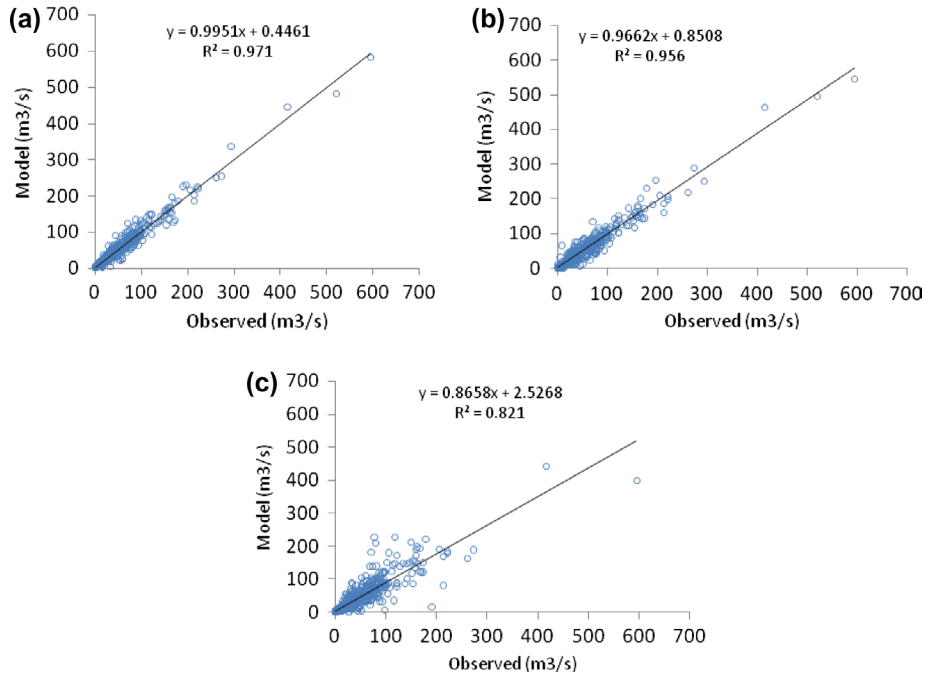 (a)
y = 0.9951x + 0.4461
R² = 0.971
700
600
500
400
300
200
100
0
Model (m3/s)
0 100 200 300 400 500 600 700
Observed (m3/s)
(b)
y = 0.9662x + 0.8508
R² = 0.956
700
600
500
400
300
200
100
0
Model (m3/s)
0 100 200 300 400 500 600 700
Observed (m3/s)
(c)
y = 0.8658x + 2.5268
R² = 0.821
700
600
500
400
300
200
100
0
Model (m3/s)
0 100 200 300 400 500 600 700
Observed (m3/s)